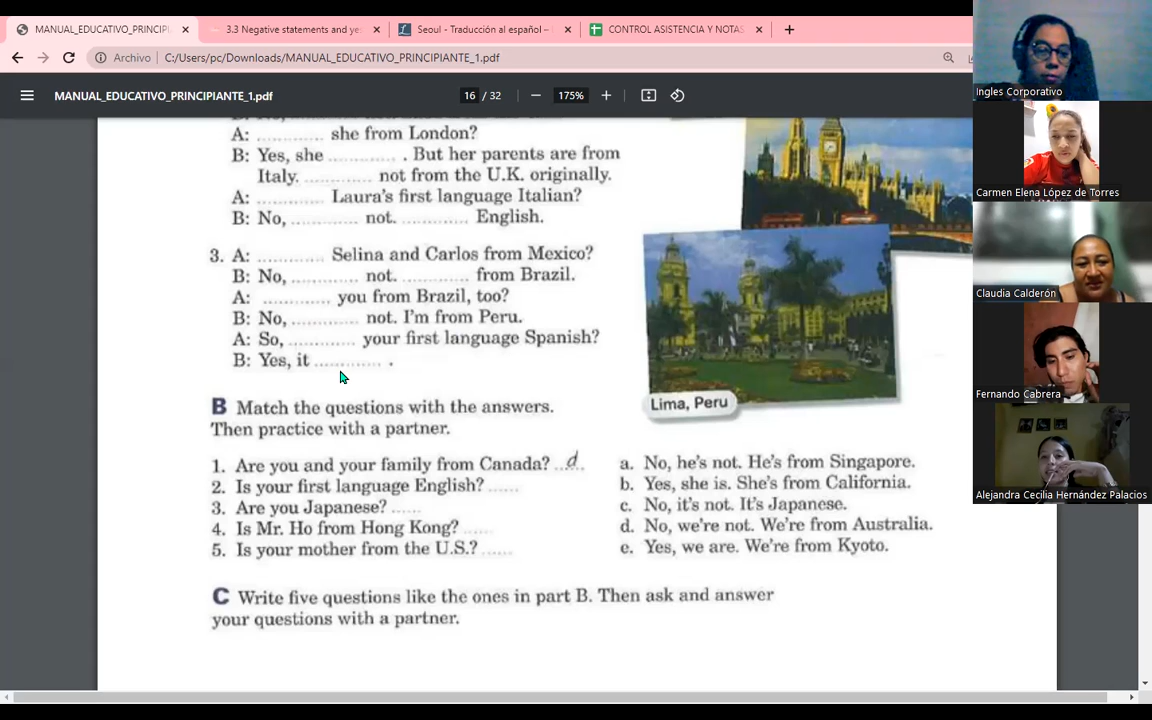 MANUAL_EDUCATIVO_PRINCIPI
3.3 Negative statements and ye
Seoul - Traducción al español –
CONTROL ASISTENCIA Y NOTAS
Archivo
C:/Users/pc/Downloads/MANUAL_EDUCATIVO_PRINCIPIANTE_1.pdf
MANUAL_EDUCATIVO_PRINCIPIANTE_1.pdf
16 / 32
175%
A: ............ she from London?
B: Yes, she ............ . But her parents are from
Italy. ............ not from the U.K. originally.
A: ............ Laura's first language Italian?
B: No, ............ not. ............ English.
3. A: ............ Selina and Carlos from Mexico?
B: No, ............ not. ............ from Brazil.
A: ............ you from Brazil, too?
B: No, ............ not. I'm from Peru.
A: So, ............ your first language Spanish?
B: Yes, it ............ .
Lima, Peru
B Match the questions with the answers.
Then practice with a partner.
1. Are you and your family from Canada? ..d..
2. Is your first language English? ......
3. Are you Japanese? ......
4. Is Mr. Ho from Hong Kong? ......
5. Is your mother from the U.S.? ......
a. No, he's not. He's from Singapore.
b. Yes, she is. She's from California.
c. No, it's not. It's Japanese.
d. No, we're not. We're from Australia.
e. Yes, we are. We're from Kyoto.
C Write five questions like the ones in part B. Then ask and answer
your questions with a partner.
Ingles Corporativo
Carmen Elena López de Torres
Claudia Calderón
Fernando Cabrera
Alejandra Cecilia Hernández Palacios